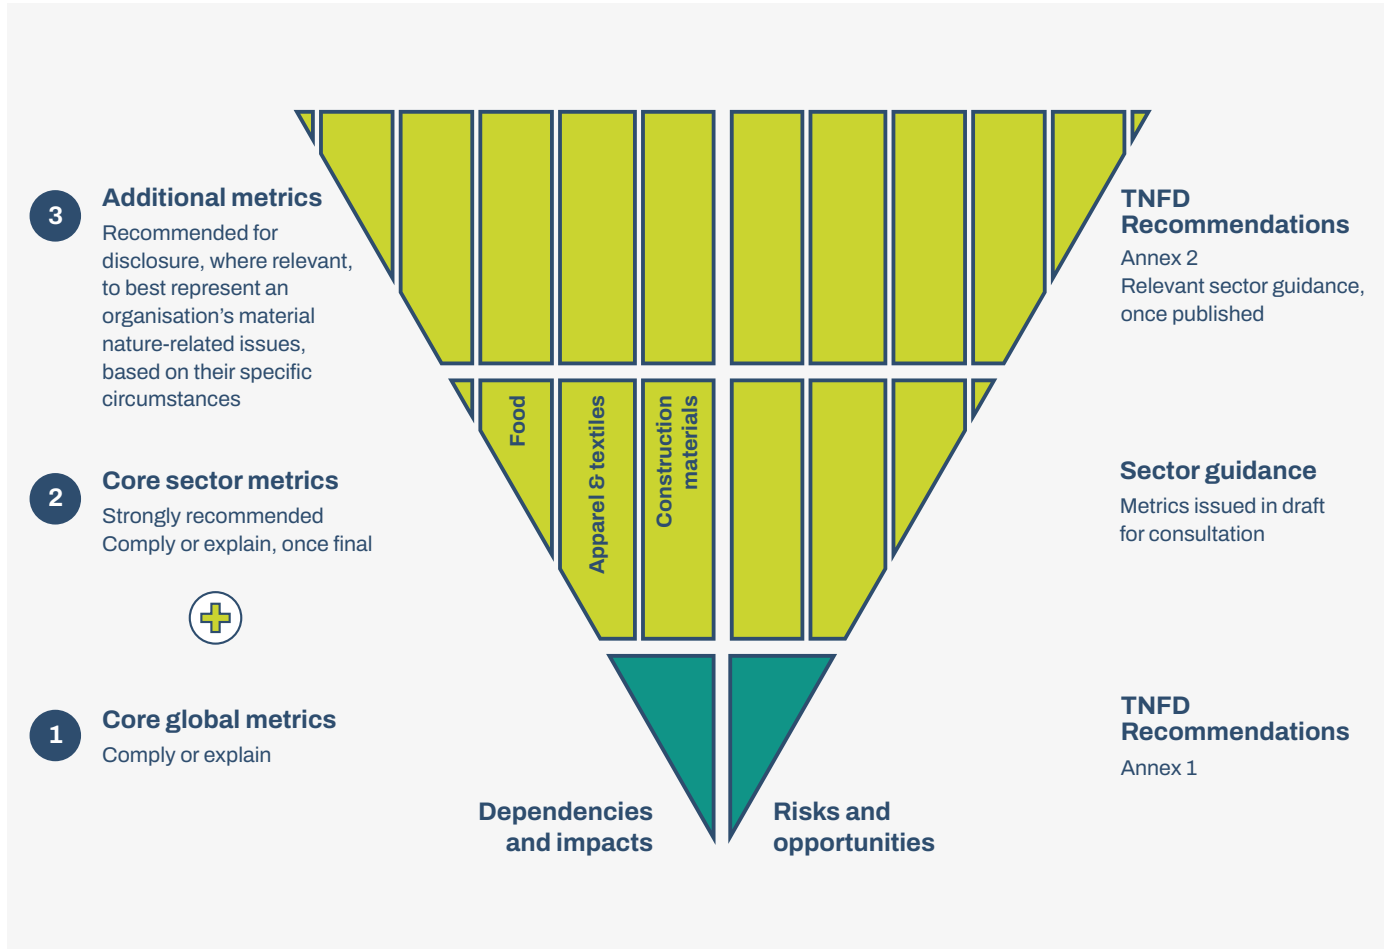 3
Additional metrics
Recommended for
disclosure, where relevant,
to best represent an
organisation’s material
nature-related issues,
based on their specific
circumstances
TNFD
Recommendations
Annex 2
Relevant sector guidance,
once published
2
Core sector metrics
Strongly recommended
Comply or explain, once final
Food
Apparel & textiles
Construction
materials
Sector guidance
Metrics issued in draft
for consultation
1
Core global metrics
Comply or explain
TNFD
Recommendations
Annex 1
Dependencies
and impacts
Risks and
opportunities